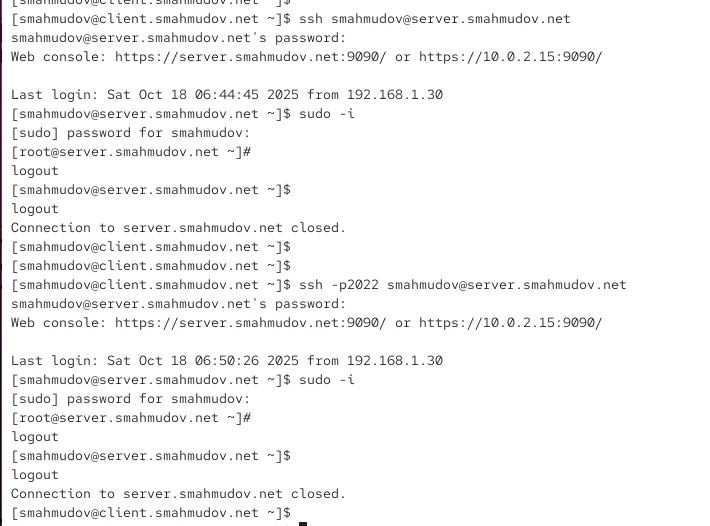 [smahmudov@client.smahmudov.net ~]$
[smahmudov@client.smahmudov.net ~]$ ssh smahmudov@server.smahmudov.net
smahmudov@server.smahmudov.net's password:
Web console: https://server.smahmudov.net:9090/ or https://10.0.2.15:9090/
Last login: Sat Oct 18 06:44:45 2025 from 192.168.1.30
[smahmudov@server.smahmudov.net ~]$ sudo -i
[sudo] password for smahmudov:
[root@server.smahmudov.net ~]#
logout
[smahmudov@server.smahmudov.net ~]$
logout
Connection to server.smahmudov.net closed.
[smahmudov@client.smahmudov.net ~]$
[smahmudov@client.smahmudov.net ~]$
[smahmudov@client.smahmudov.net ~]$ ssh -p2022 smahmudov@server.smahmudov.net
smahmudov@server.smahmudov.net's password:
Web console: https://server.smahmudov.net:9090/ or https://10.0.2.15:9090/
Last login: Sat Oct 18 06:50:26 2025 from 192.168.1.30
[smahmudov@server.smahmudov.net ~]$ sudo -i
[sudo] password for smahmudov:
[root@server.smahmudov.net ~]#
logout
[smahmudov@server.smahmudov.net ~]$
logout
Connection to server.smahmudov.net closed.
[smahmudov@client.smahmudov.net ~]$